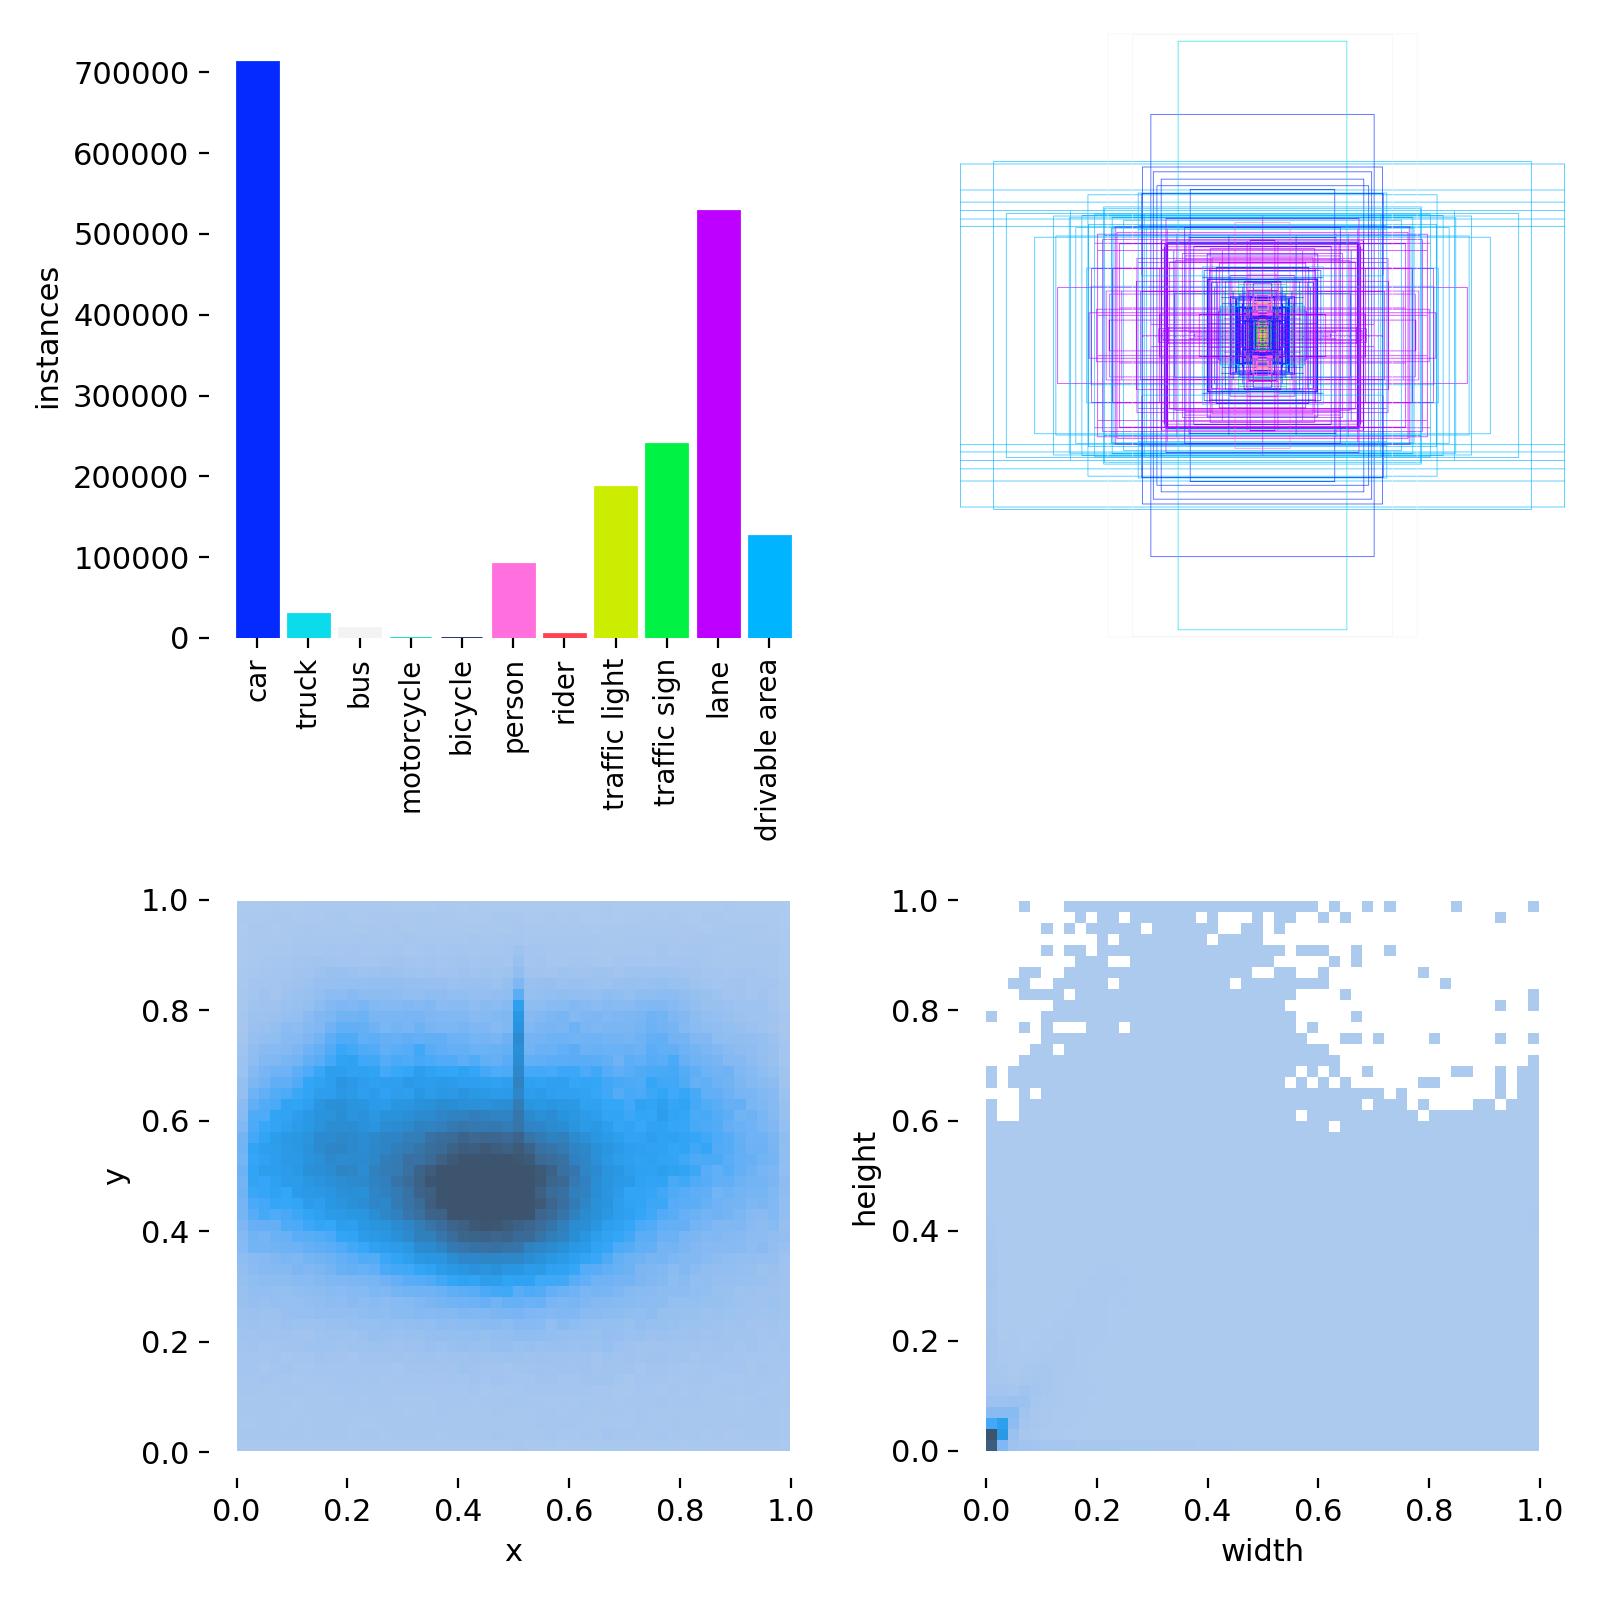 instances
700000
600000
500000
400000
300000
200000
100000
0
car
truck
bus
motorcycle
bicycle
person
rider
traffic light
traffic sign
lane
drivable area
y
1.0
0.8
0.6
0.4
0.2
0.0
0.0 0.2 0.4 0.6 0.8 1.0
x
height
1.0
0.8
0.6
0.4
0.2
0.0
0.0 0.2 0.4 0.6 0.8 1.0
width